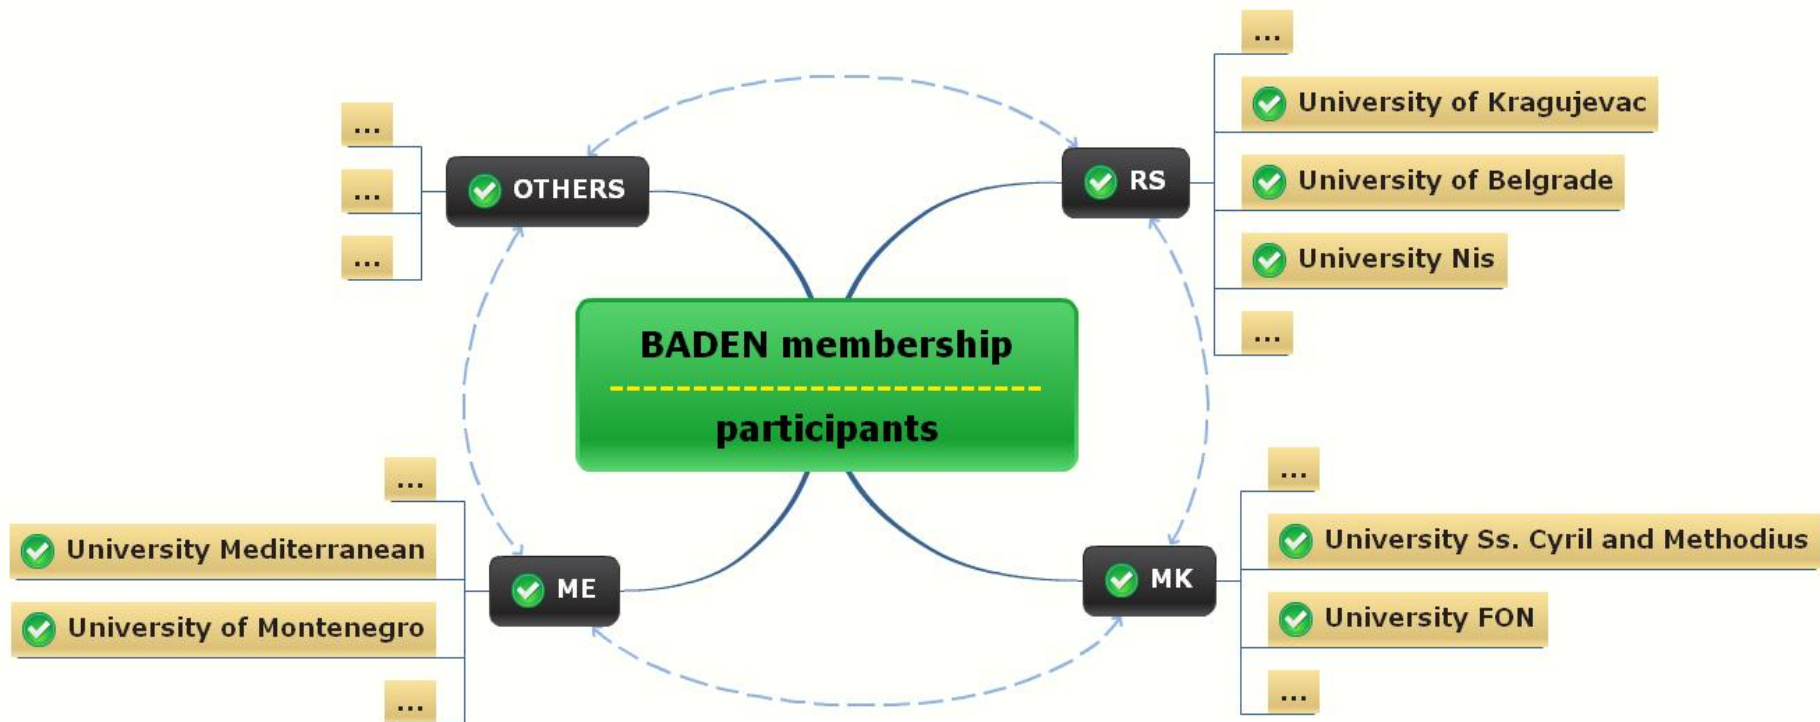 BADEN membership
participants
OTHERS
...
...
...
RS
...
University of Kragujevac
University of Belgrade
University Nis
...
ME
...
University Mediterranean
University of Montenegro
...
MK
...
University Ss. Cyril and Methodius
University FON
...